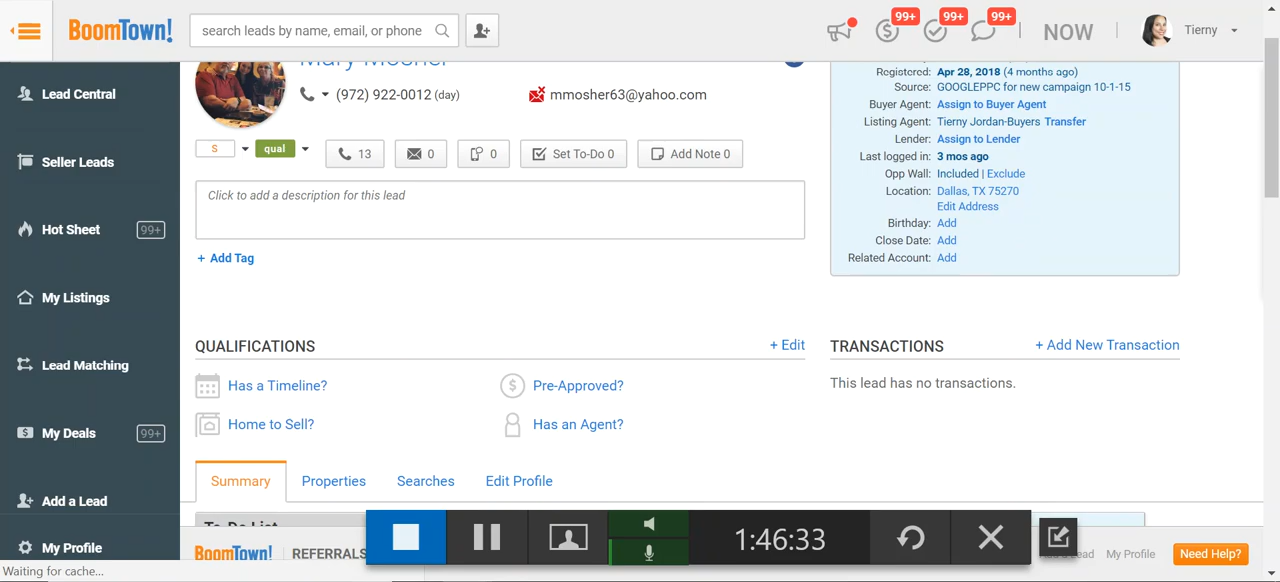 BoomTown!
search leads by name, email, or phone
99+
99+
99+
NOW
Tierny
Lead Central
Seller Leads
Hot Sheet 99+
My Listings
Lead Matching
My Deals 99+
Add a Lead
My Profile
Waiting for cache...
Mary Mosher
(972) 922-0012 (day)
mmosher63@yahoo.com
S
qual
13
0
0
Set To-Do 0
Add Note 0
Click to add a description for this lead
+ Add Tag
Registered: Apr 28, 2018 (4 months ago)
Source: GOOGLEPPC for new campaign 10-1-15
Buyer Agent: Assign to Buyer Agent
Listing Agent: Tierny Jordan-Buyers Transfer
Lender: Assign to Lender
Last logged in: 3 mos ago
Opp Wall: Included | Exclude
Location: Dallas, TX 75270
Edit Address
Birthday: Add
Close Date: Add
Related Account: Add
QUALIFICATIONS
+ Edit
Has a Timeline?
Pre-Approved?
Home to Sell?
Has an Agent?
TRANSACTIONS
+ Add New Transaction
This lead has no transactions.
Summary
Properties
Searches
Edit Profile
To-Do List
BoomTown!
REFERRALS
1:46:33
Lead
My Profile
Need Help?